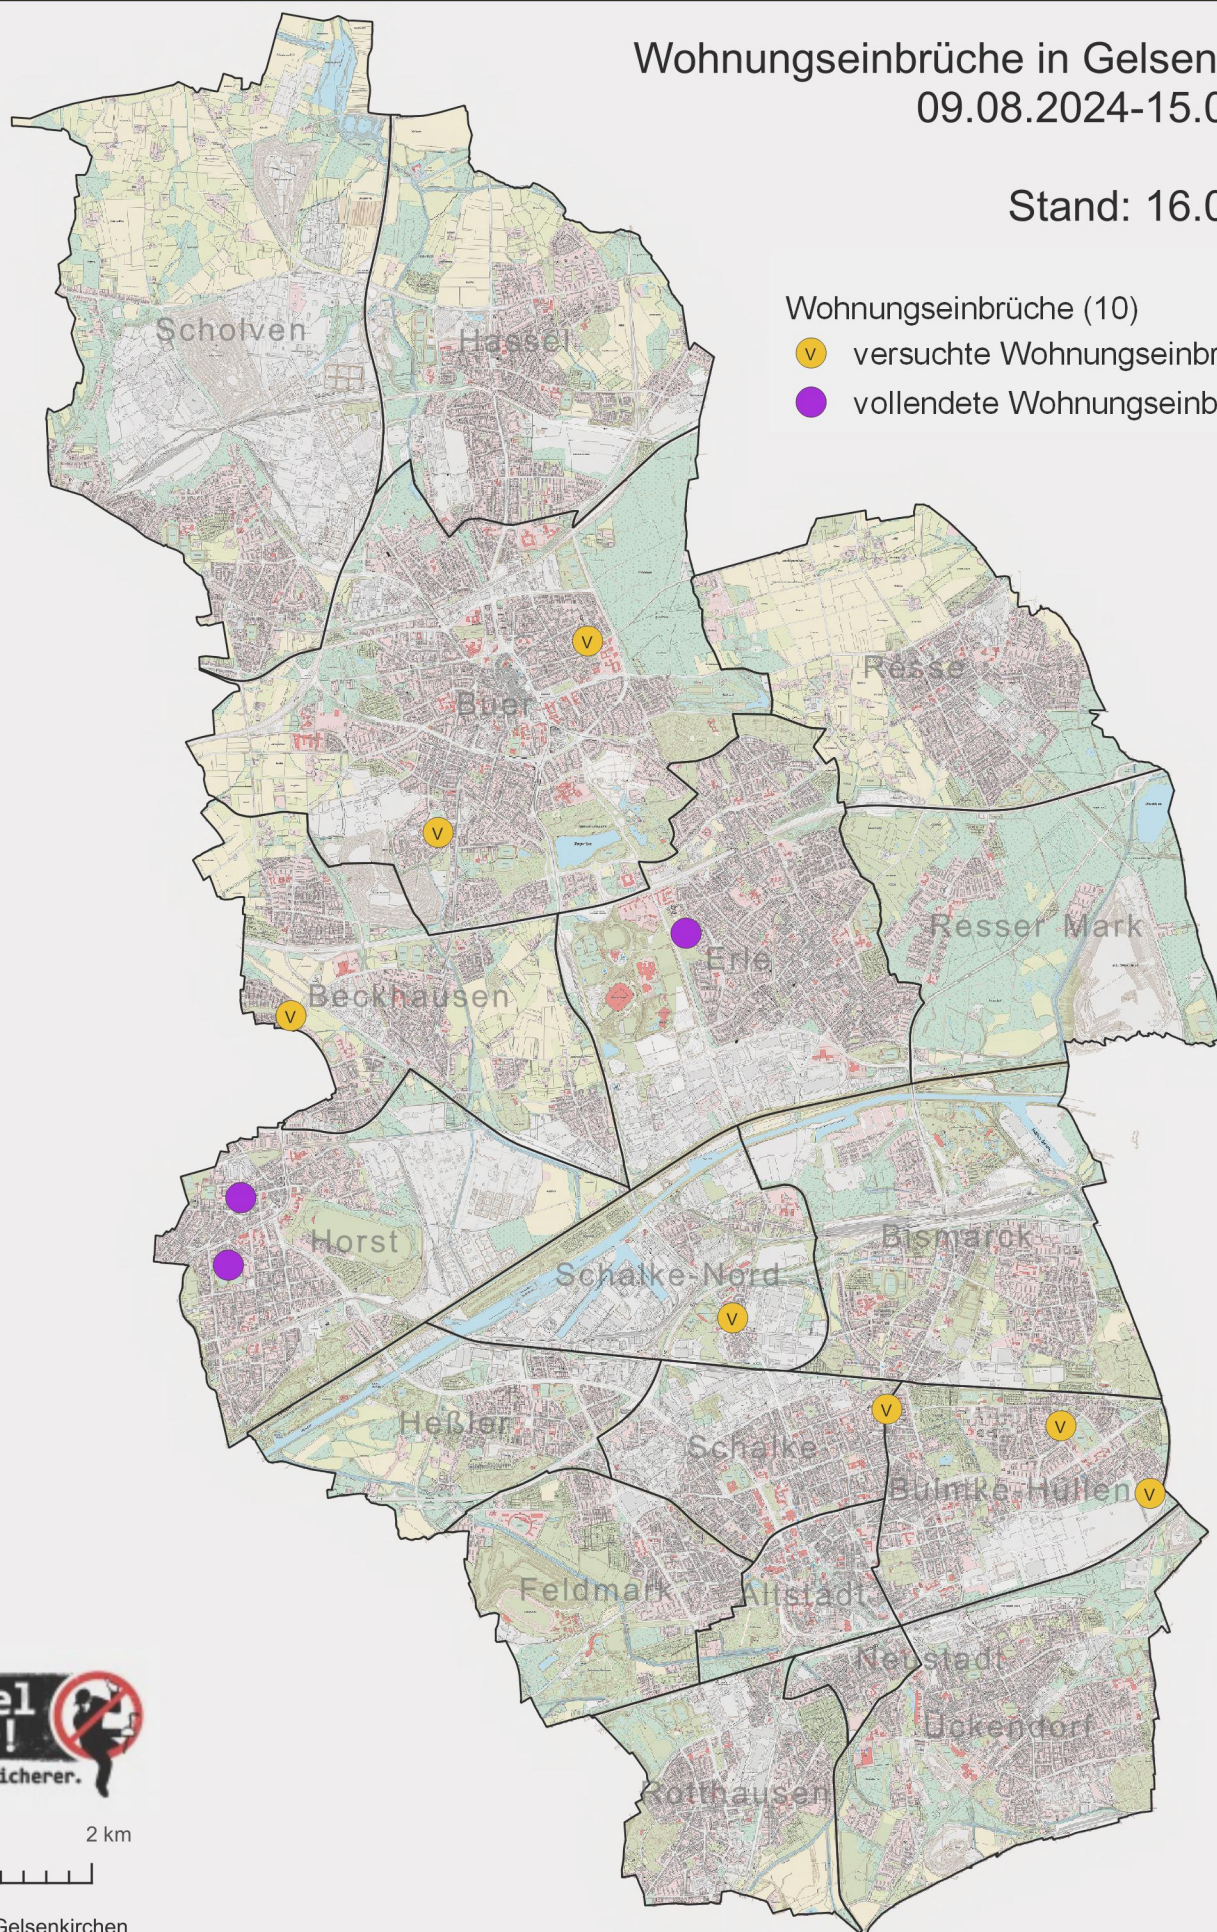 Wohnungseinbrüche in Gelsen
09.08.2024-15.0
Stand: 16.0
Wohnungseinbrüche (10)
V versuchte Wohnungseinbr
vollendete Wohnungseinb
Scholven
Hassel
V
Resse
Buer
V
Resser Mark
Erle
Beckhausen
V
Bismarck
Horst
Schalke-Nord
V
V
V
Heßler
Schalke
Bulmke-Hüllen
V
Feldmark
Altstadt
Neustadt
Ückendorf
Rotthausen
el
!
icherer.
2 km
Gelsenkirchen